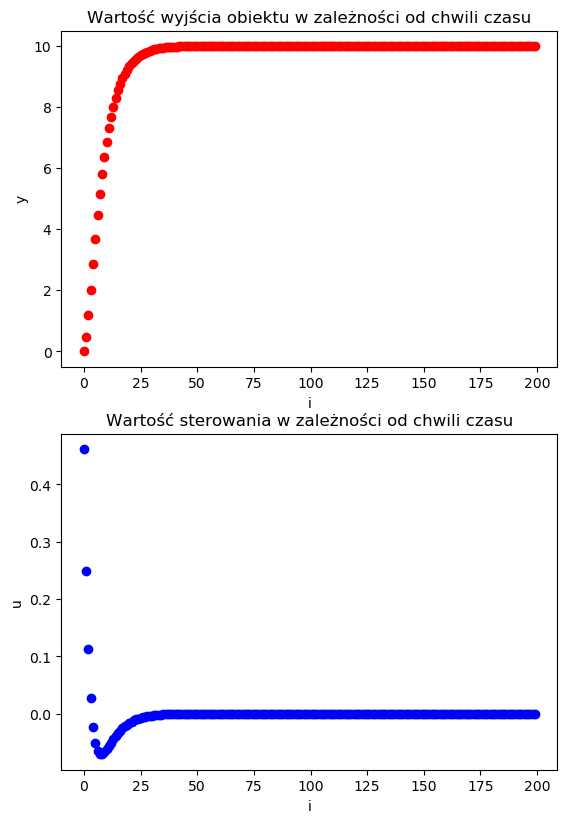 Wartość wyjścia obiektu w zależności od chwili czasu
10
8
6
4
2
0
y
0 25 50 75 100 125 150 175 200
i
Wartość sterowania w zależności od chwili czasu
0.4
0.3
0.2
0.1
0.0
u
0 25 50 75 100 125 150 175 200
i